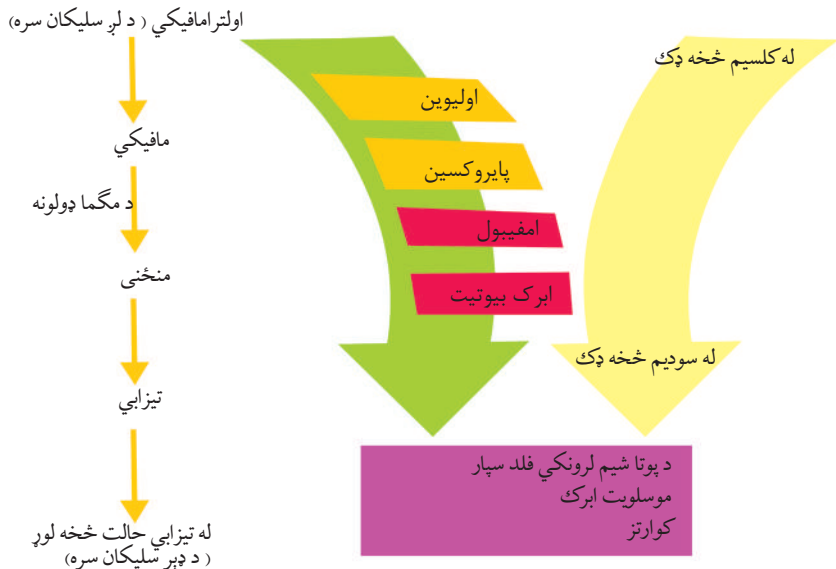 اولترامافيکي ( د لږ سليکان سره)
مافيکي
د مگما ډولونه
منځنی
تيزابي
له تيزابي حالت څخه لوړ
( د ډېر سليکان سره)
اوليوين
پايروکسين
امفيبول
ابرک بيوتيت
له کلسيم څخه ډک
له سوديم څخه ډک
د پوتا شيم لرونکي فلد سپار
موسلويت ابرک
کوارتز